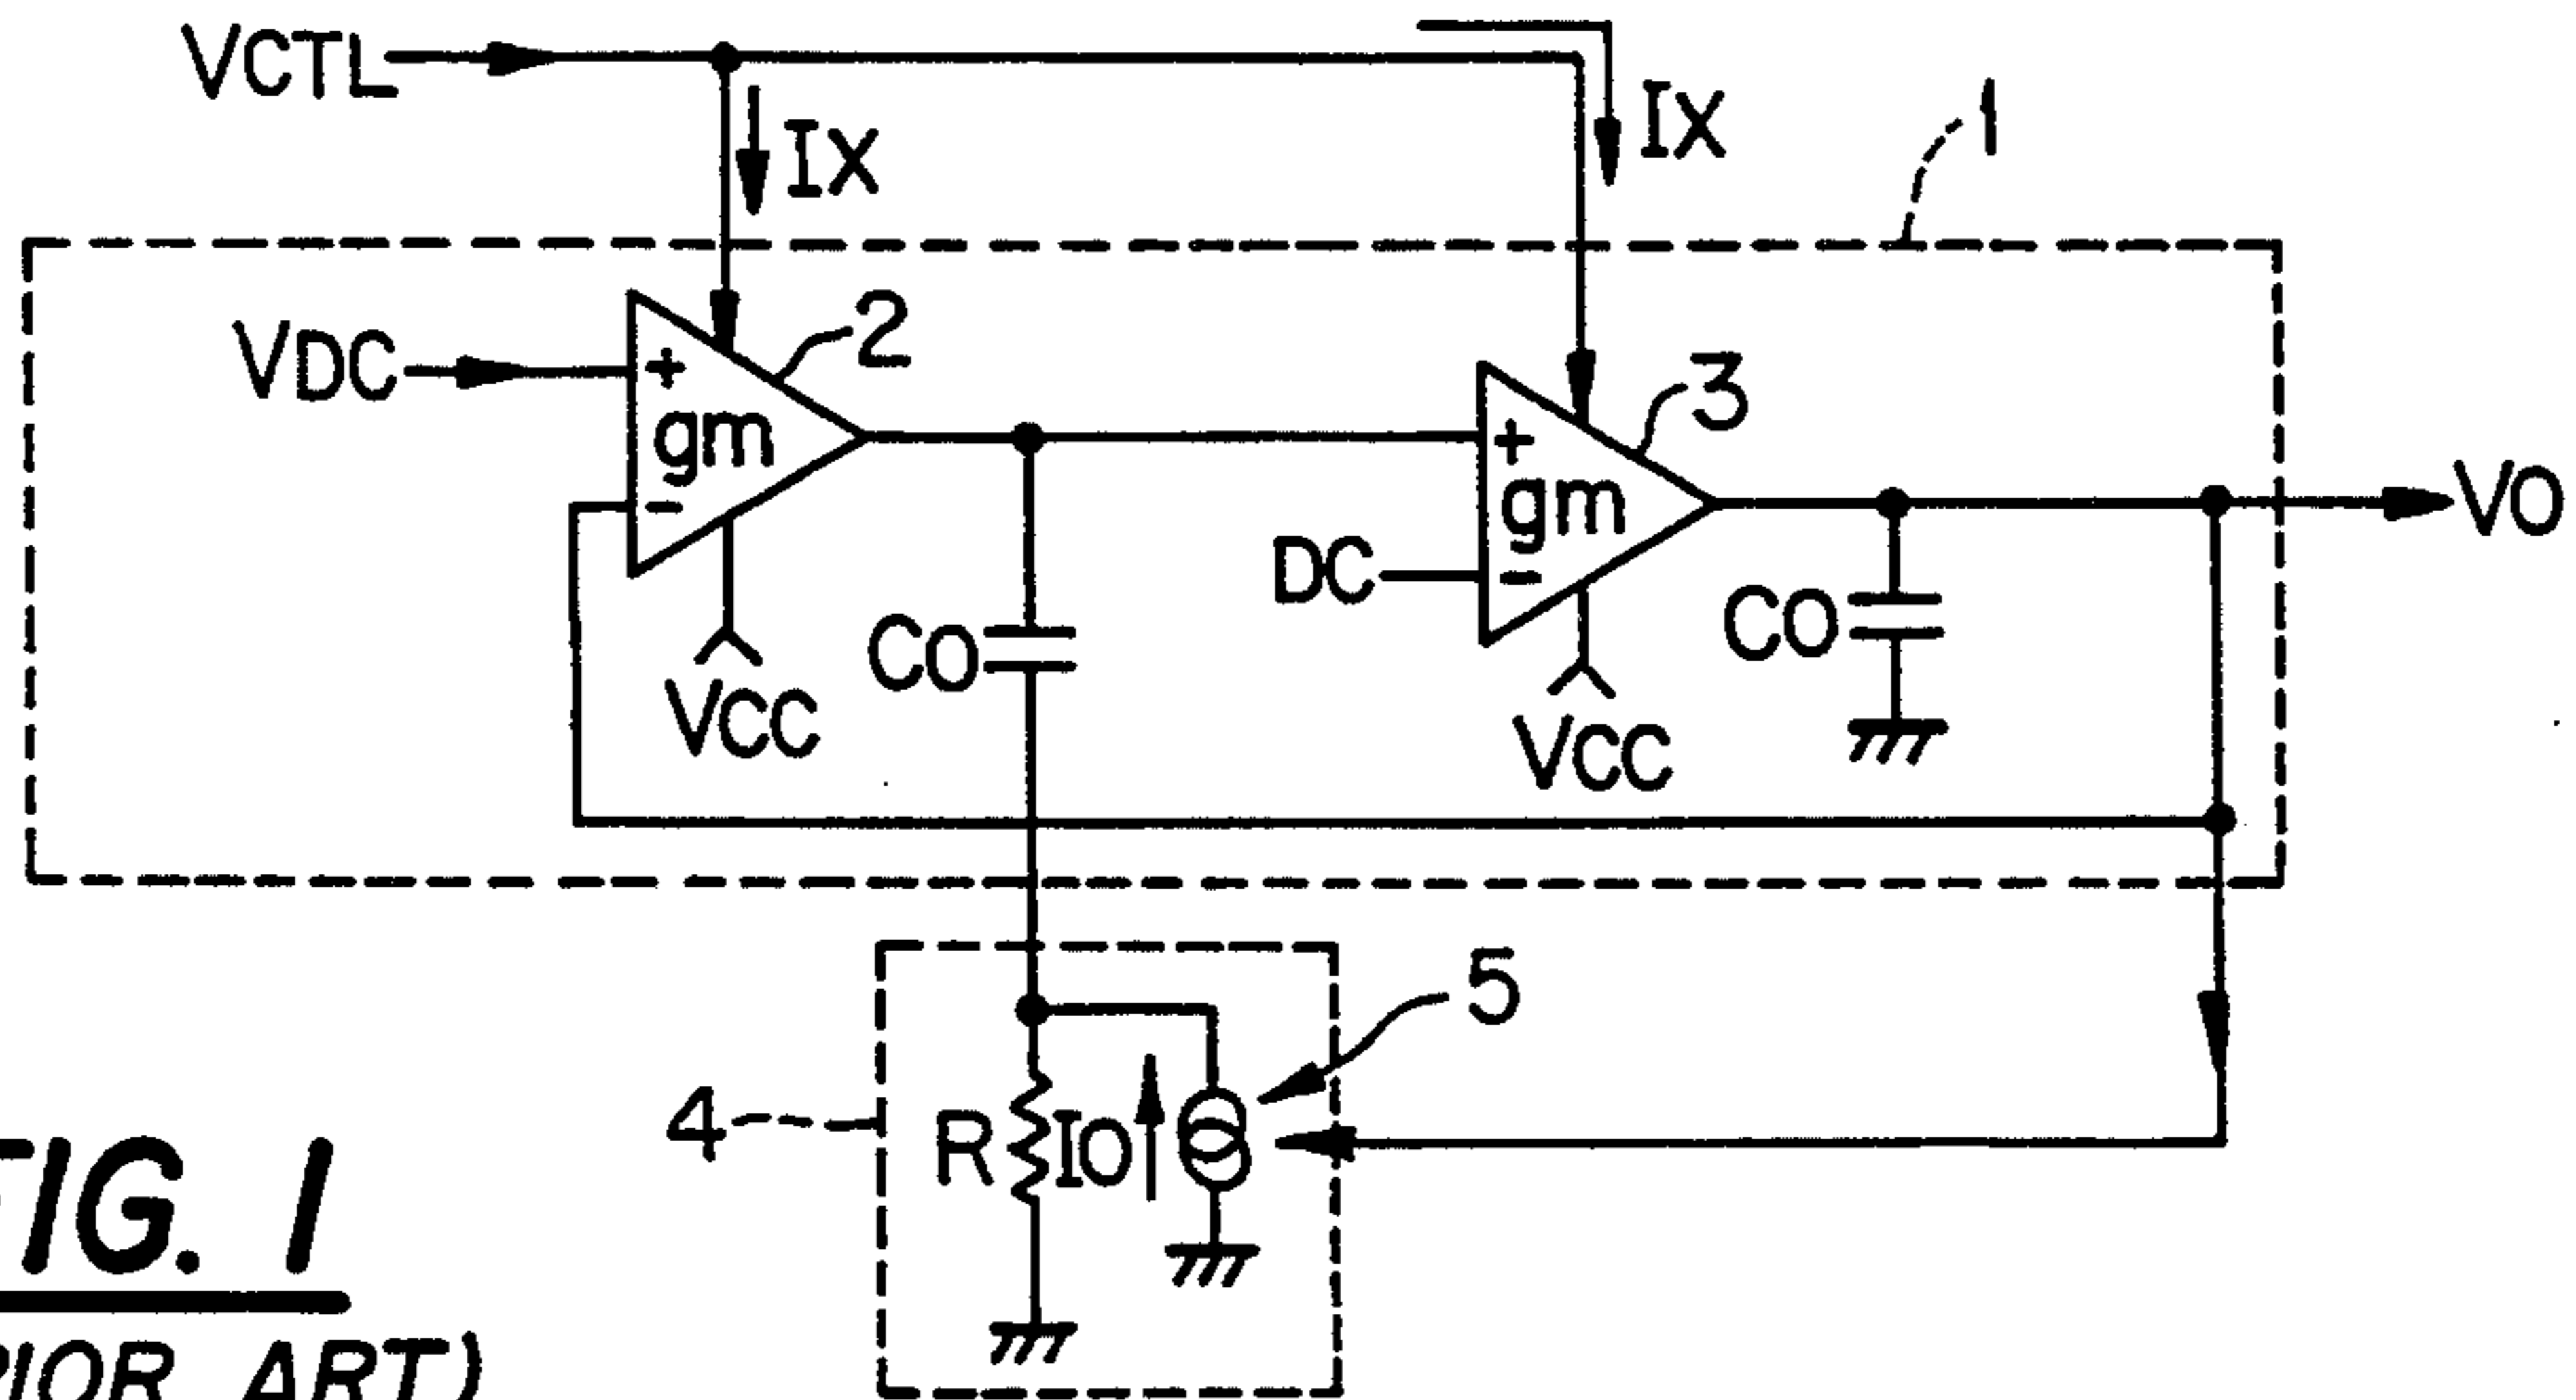 VCTL
IX
IX
1
VDC
+
gm
-
2
+
gm
-
3
DC
VO
CO
CO
VCC
VCC
5
4
R
IO
FIG. 1
ART)